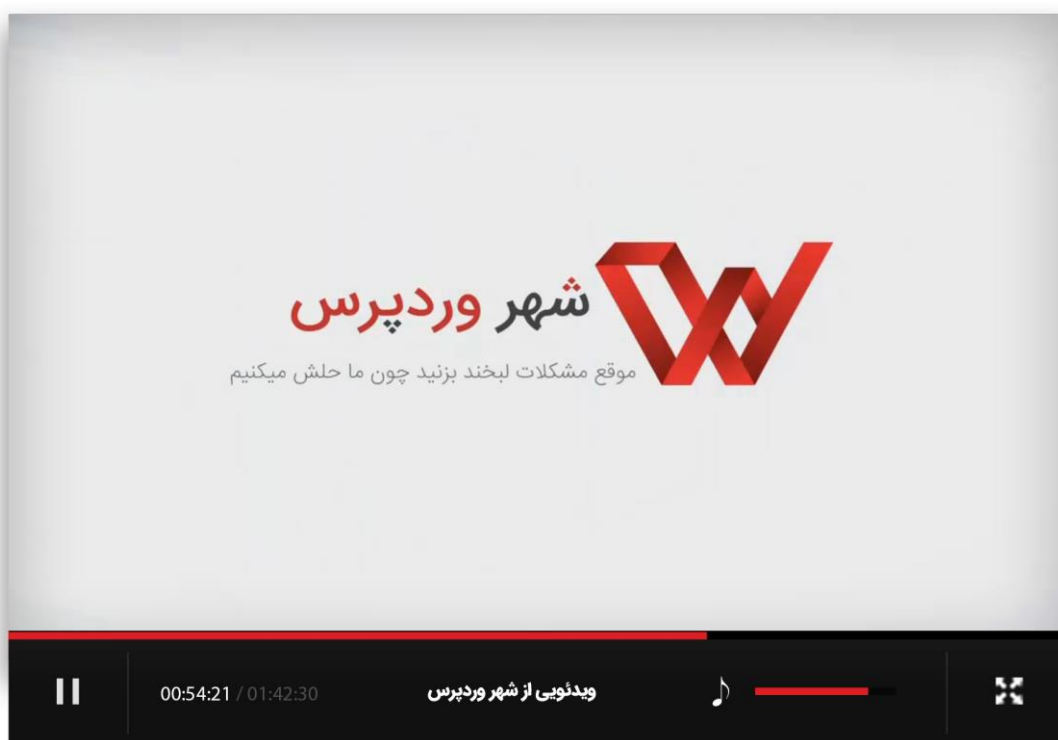 شهر وردپرس
موقع مشکلات لبخند بزنید چون ما حلش میکنیم
00:54:21 / 01:42:30
ویدئویی از شهر وردپرس